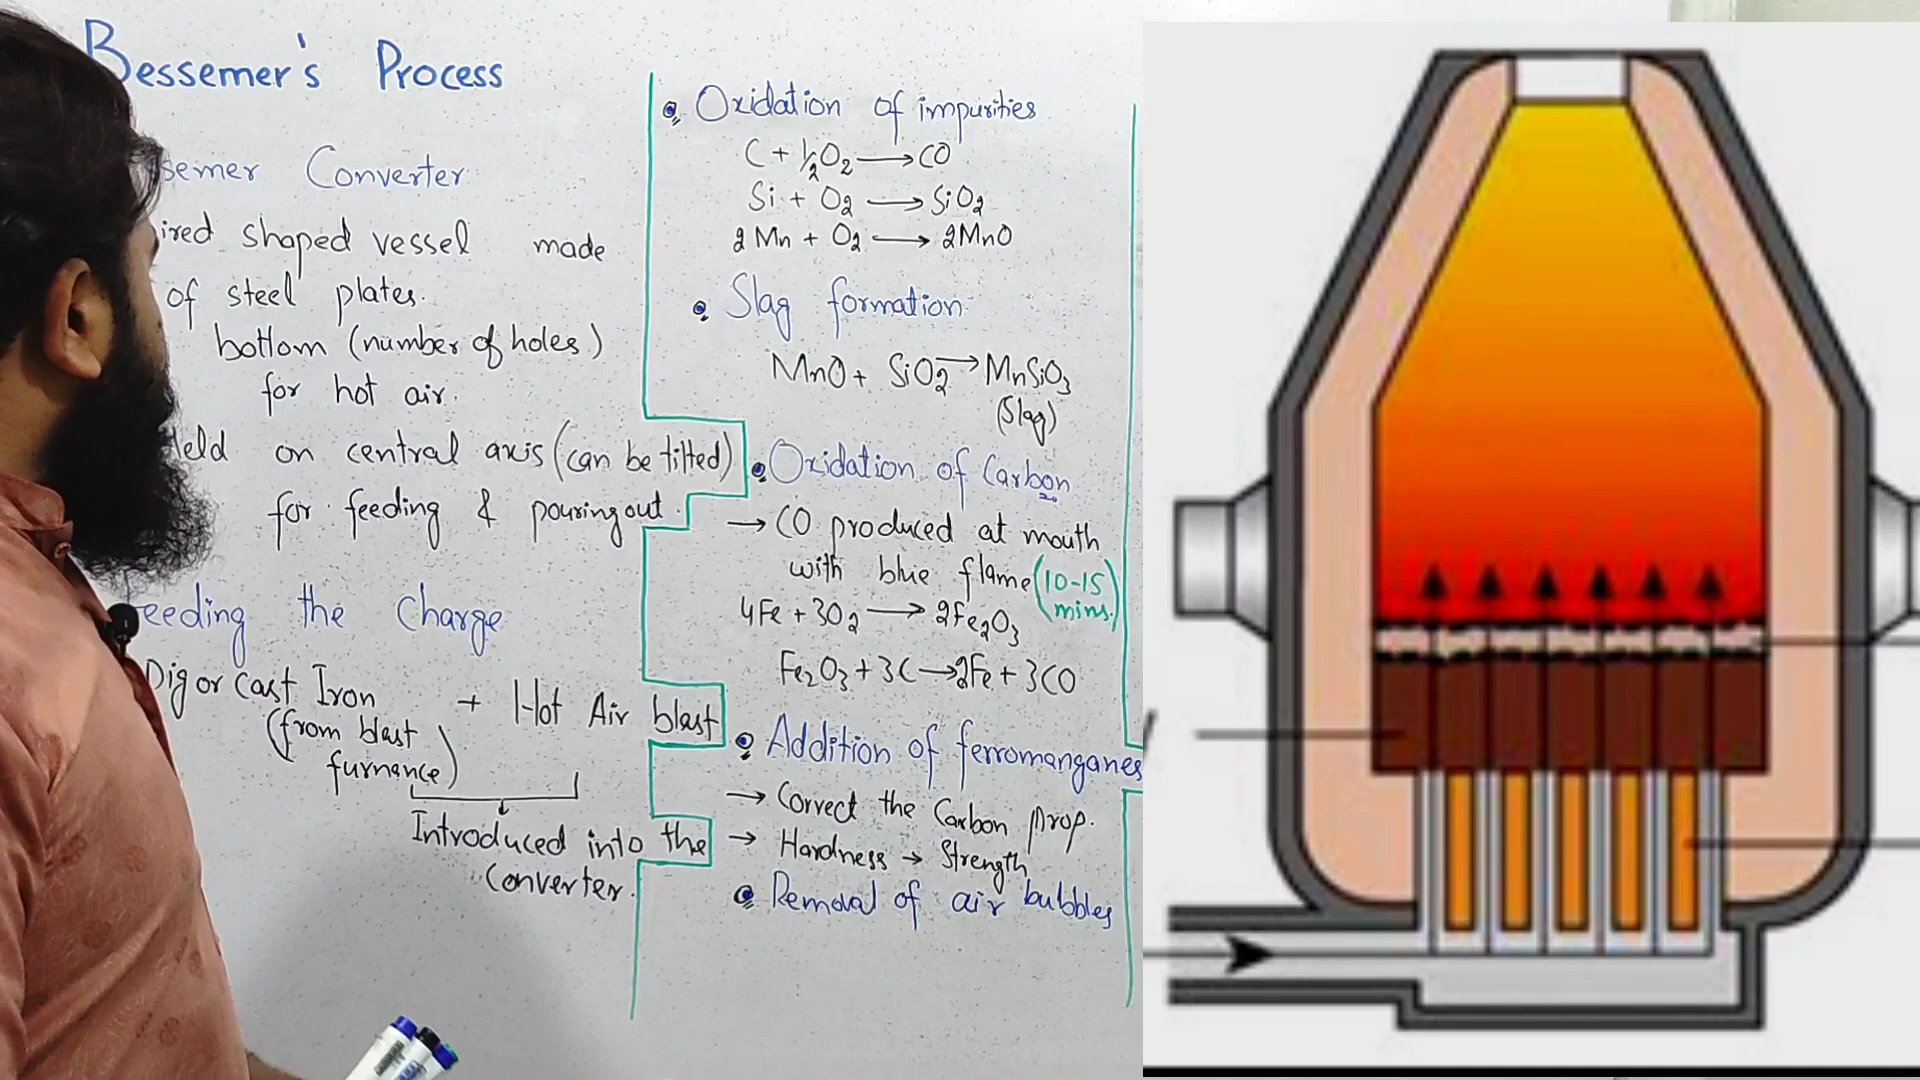 Bessemer's Process
semer Converter
ired shaped vessel made
of steel plates.
bottom (number of holes)
for hot air.
Held on central axis (can be tilted)
for feeding & pouring out.
eeding the Charge
Pig or Cast Iron + Hot Air blast
(from blast
furnance)
Introduced into the
Converter.
Oxidation of impurities
C + 1/2O2 → CO
Si + O2 → SiO2
2Mn + O2 → 2MnO
Slag formation
MnO + SiO2 → MnSiO3
(Slag)
Oxidation of Carbon
→ CO produced at mouth
with blue flame (10-15
mins.)
4Fe + 3O2 → 2Fe2O3
Fe2O3 + 3C → 2Fe + 3CO
Addition of ferromanganes
→ Correct the Carbon prop.
→ Hardness → Strength
Removal of air bubbles